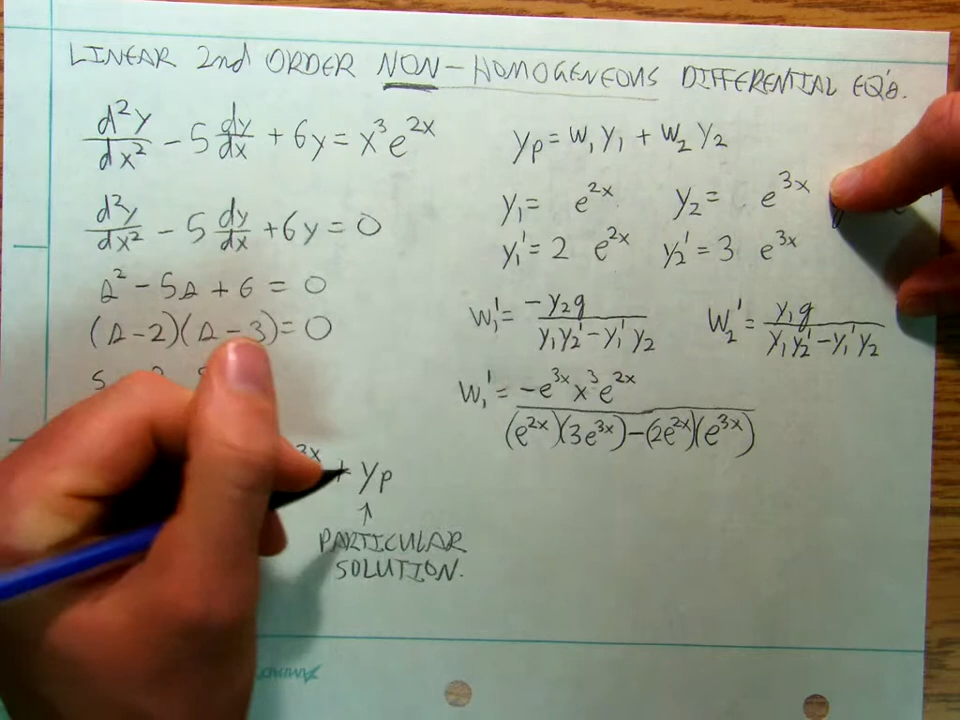 LINEAR 2nd ORDER NON-HOMOGENEOUS DIFFERENTIAL EQ'S.
d²y/dx² - 5 dy/dx + 6y = x³e^2x
d²y/dx² - 5 dy/dx + 6y = 0
s² - 5s + 6 = 0
(s-2)(s-3) = 0
+ yp
↑
PARTICULAR
SOLUTION.
yp = w₁y₁ + w₂y₂
y₁ = e^2x y₂ = e^3x
y₁' = 2 e^2x y₂' = 3 e^3x
w₁' = -y₂g / y₁y₂' - y₁'y₂ w₂' = y₁g / y₁y₂' - y₁'y₂
w₁' = -e^3x x³ e^2x / (e^2x)(3e^3x) - (2e^2x)(e^3x)